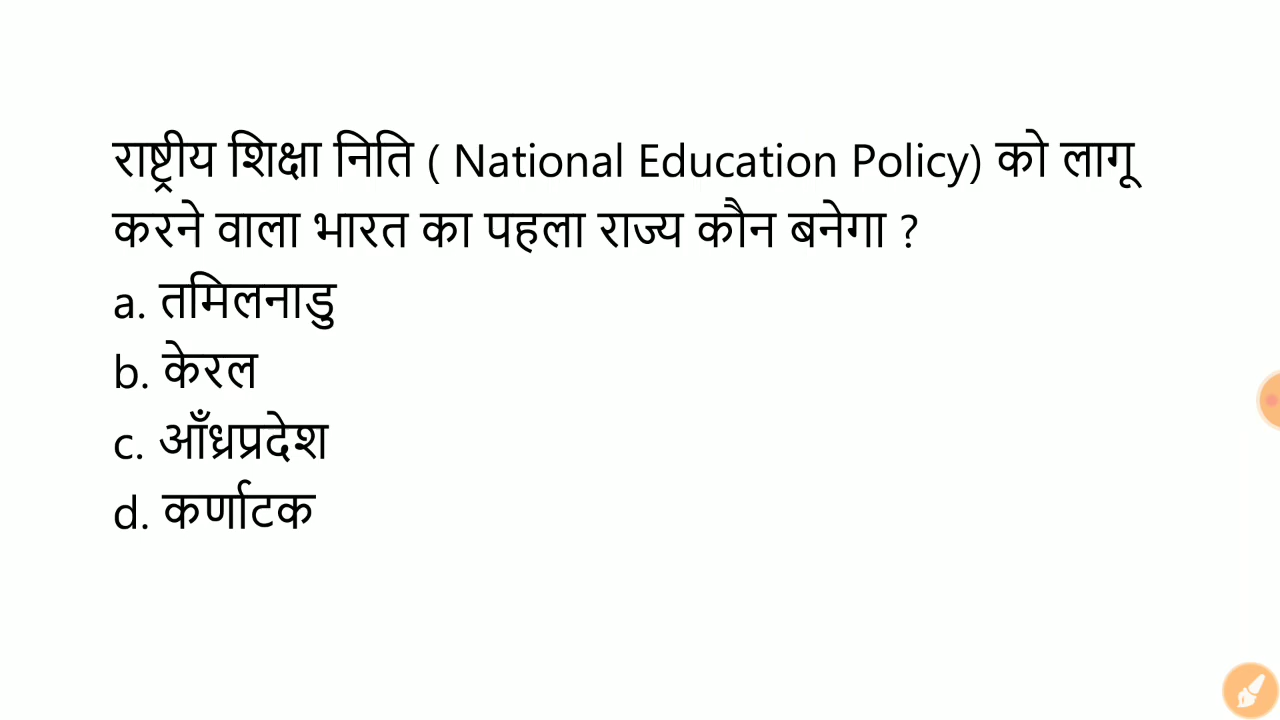 राष्ट्रीय शिक्षा निति ( National Education Policy) को लागू
करने वाला भारत का पहला राज्य कौन बनेगा ?
a. तमिलनाडु
b. केरल
c. आँध्रप्रदेश
d. कर्णाटक